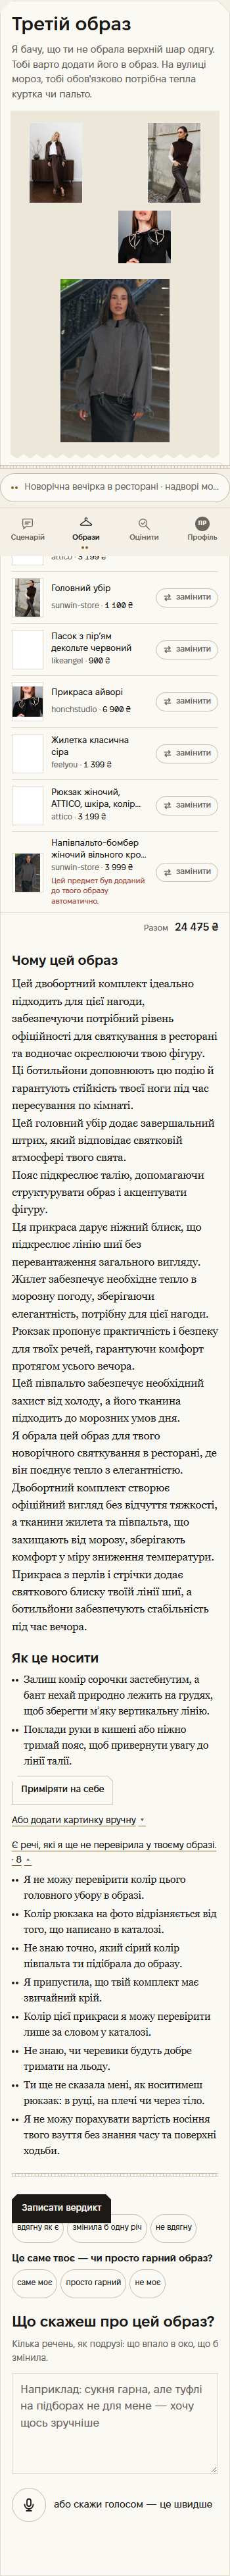 Третій образ
Я бачу, що ти не обрала верхній шар одягу.
Тобі варто додати його в образ. На вулиці
мороз, тобі обов'язково потрібна тепла
куртка чи пальто.
Новорічна вечірка в ресторані · надворі мо...
Сценарій
Образи
Оцінити
ПР
Профіль
attico · 3 199 ₴
Головний убір
sunwin-store · 1 100 ₴
замінити
Пасок з пір'ям
декольте червоний
likeangel · 900 ₴
замінити
Прикраса айворі
honchstudio · 6 900 ₴
замінити
Жилетка класична
сіра
feelyou · 1 399 ₴
замінити
Рюкзак жіночий,
ATTICO, шкіра, колір...
attico · 3 199 ₴
замінити
Напівпальто-бомбер
жіночий вільного кро...
sunwin-store · 3 999 ₴
Цей предмет був доданий
до твого образу
автоматично.
замінити
Разом 24 475 ₴
Чому цей образ
Цей двобортний комплект ідеально
підходить для цієї нагоди,
забезпечуючи потрібний рівень
офіційності для святкування в ресторані
та водночас окреслюючи твою фігуру.
Ці ботильйони доповнюють цю подію й
гарантують стійкість твоєї ноги під час
пересування по кімнаті.
Цей головний убір додає завершальний
штрих, який відповідає святковій
атмосфері твого свята.
Пояс підкреслює талію, допомагаючи
структурувати образ і акцентувати
фігуру.
Ця прикраса дарує ніжний блиск, що
підкреслює лінію шиї без
перевантаження загального вигляду.
Жилет забезпечує необхідне тепло в
морозну погоду, зберігаючи
елегантність, потрібну для цієї нагоди.
Рюкзак пропонує практичність і безпеку
для твоїх речей, гарантуючи комфорт
протягом усього вечора.
Цей півпальто забезпечує необхідний
захист від холоду, а його тканина
підходить до морозних умов дня.
Я обрала цей образ для твого
новорічного святкування в ресторані, де
він поєднує тепло з елегантністю.
Двобортний комплект створює
офіційний вигляд без відчуття тяжкості,
а тканини жилета та півпальта, що
захищають від морозу, зберігають
комфорт у міру зниження температури.
Прикраса з перлів і стрічки додає
святкового блиску твоїй лінії шиї, а
ботильйони забезпечують стабільність
під час вечора.
Як це носити
Залиш комір сорочки застебнутим, а
бант нехай природно лежить на грудях,
щоб зберегти м'яку вертикальну лінію.
Поклади руки в кишені або ніжно
тримай пояс, щоб привернути увагу до
лінії талії.
Приміряти на себе
Або додати картинку вручну
Є речі, які я ще не перевірила у твоєму образі.
· 8
Я не можу перевірити колір цього
головного убору в образі.
Колір рюкзака на фото відрізняється від
того, що написано в каталозі.
Не знаю точно, який сірий колір
півпальта ти підібрала до образу.
Я припустила, що твій комплект має
звичайний крій.
Колір цієї прикраси я можу перевірити
лише за словом у каталозі.
Не знаю, чи черевики будуть добре
тримати на льоду.
Ти ще не сказала мені, як носитимеш
рюкзак: в руці, на плечі чи через тіло.
Я не можу порахувати вартість носіння
твого взуття без знання часу та поверхні
ходьби.
Записати вердикт
вдягну як є
змінила б одну річ
не вдягну
Це саме твоє — чи просто гарний образ?
саме моє
просто гарний
не моє
Що скажеш про цей образ?
Кілька речень, як подрузі: що впало в око, що б
змінила.
Наприклад: сукня гарна, але туфлі
на підборах не для мене — хочу
щось зручніше
або скажи голосом — це швидше